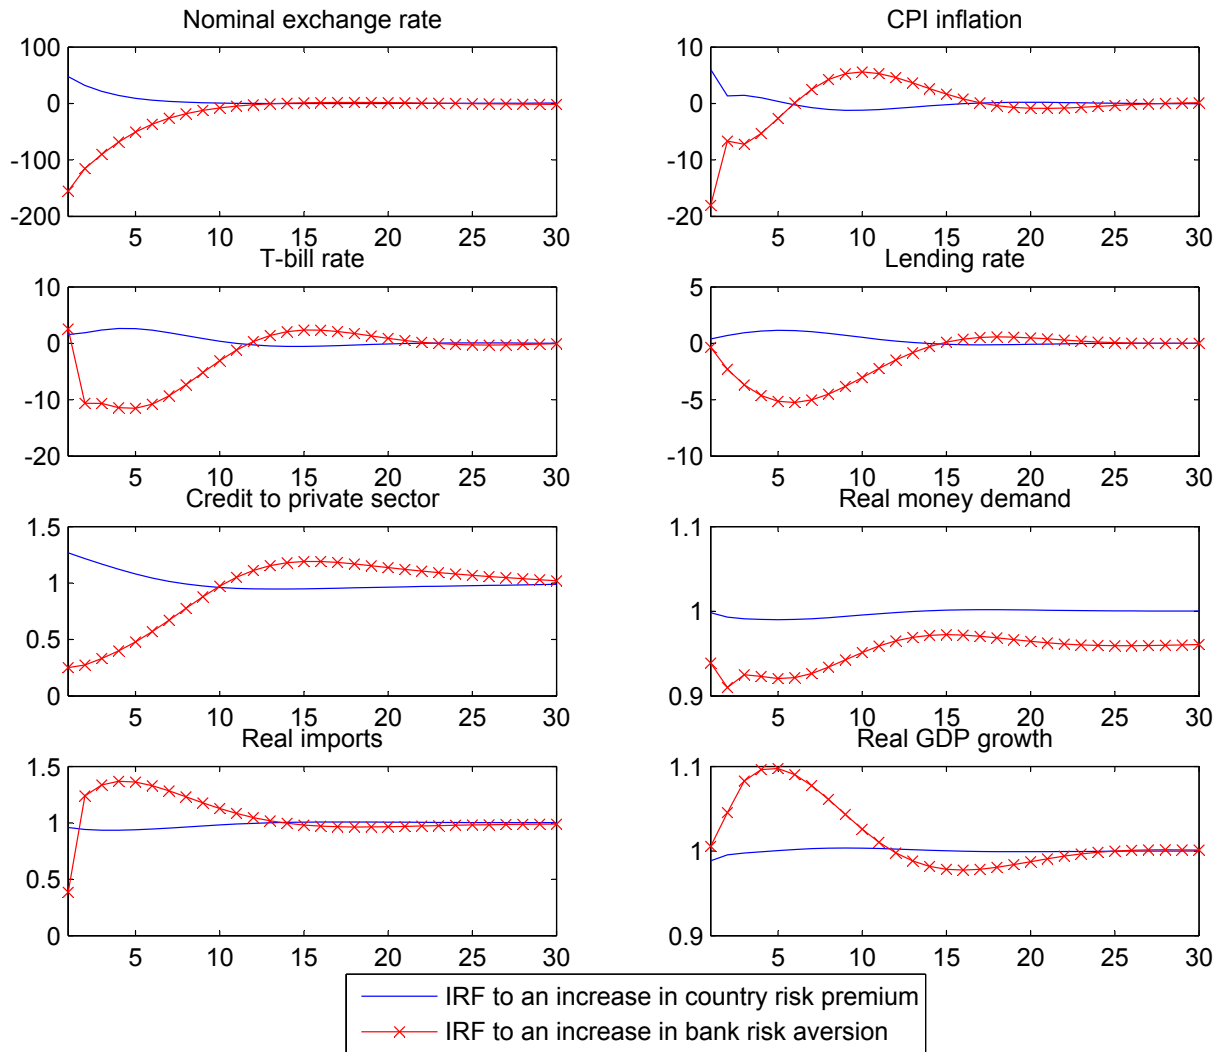 Nominal exchange rate
100
0
-100
-200
5 10 15 20 25 30
CPI inflation
10
0
-10
-20
5 10 15 20 25 30
T-bill rate
10
0
-10
-20
5 10 15 20 25 30
Lending rate
5
0
-5
-10
5 10 15 20 25 30
Credit to private sector
1.5
1
0.5
0
5 10 15 20 25 30
Real money demand
1.1
1
0.9
5 10 15 20 25 30
Real imports
1.5
1
0.5
0
5 10 15 20 25 30
Real GDP growth
1.1
1
0.9
5 10 15 20 25 30
IRF to an increase in country risk premium
IRF to an increase in bank risk aversion